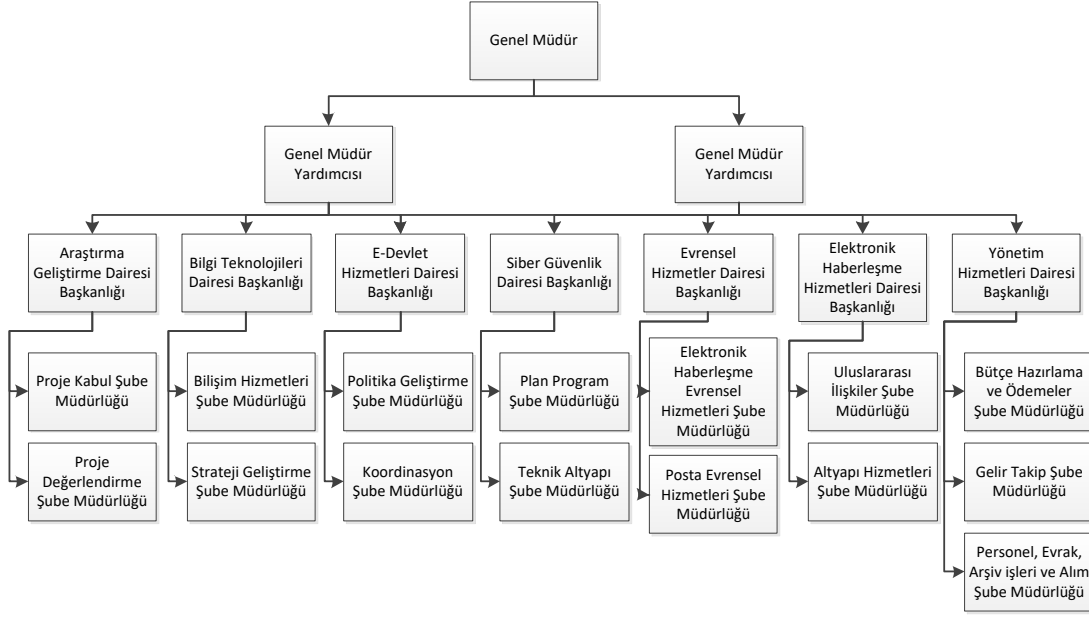 Genel Müdür
Genel Müdür
Yardımcısı
Genel Müdür
Yardımcısı
Araştırma
Geliştirme Dairesi
Başkanlığı
Bilgi Teknolojileri
Dairesi Başkanlığı
E-Devlet
Hizmetleri Dairesi
Başkanlığı
Siber Güvenlik
Dairesi Başkanlığı
Evrensel
Hizmetler Dairesi
Başkanlığı
Elektronik
Haberleşme
Hizmetleri Dairesi
Başkanlığı
Yönetim
Hizmetleri Dairesi
Başkanlığı
Proje Kabul Şube
Müdürlüğü
Bilişim Hizmetleri
Şube Müdürlüğü
Politika Geliştirme
Şube Müdürlüğü
Plan Program
Şube Müdürlüğü
Elektronik
Haberleşme
Evrensel
Hizmetleri Şube
Müdürlüğü
Uluslararası
İlişkiler Şube
Müdürlüğü
Bütçe Hazırlama
ve Ödemeler
Şube Müdürlüğü
Proje
Değerlendirme
Şube Müdürlüğü
Strateji Geliştirme
Şube Müdürlüğü
Koordinasyon
Şube Müdürlüğü
Teknik Altyapı
Şube Müdürlüğü
Posta Evrensel
Hizmetleri Şube
Müdürlüğü
Altyapı Hizmetleri
Şube Müdürlüğü
Gelir Takip Şube
Müdürlüğü
Personel, Evrak,
Arşiv işleri ve Alım
Şube Müdürlüğü